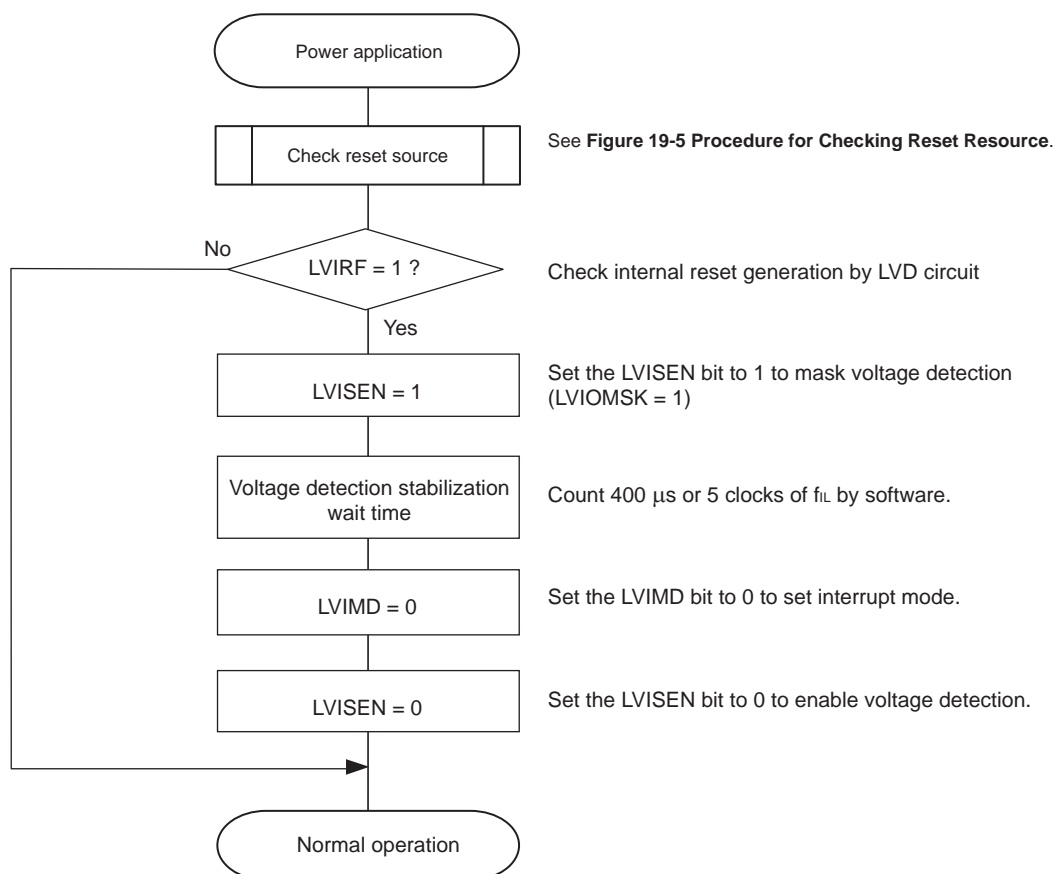 Power application
Check reset source
See Figure 19-5 Procedure for Checking Reset Resource.
No
LVIRF = 1 ?
Check internal reset generation by LVD circuit
Yes
LVISEN = 1
Set the LVISEN bit to 1 to mask voltage detection
(LVIOMSK = 1)
Voltage detection stabilization
wait time
Count 400 μs or 5 clocks of fIL by software.
LVIMD = 0
Set the LVIMD bit to 0 to set interrupt mode.
LVISEN = 0
Set the LVISEN bit to 0 to enable voltage detection.
Normal operation